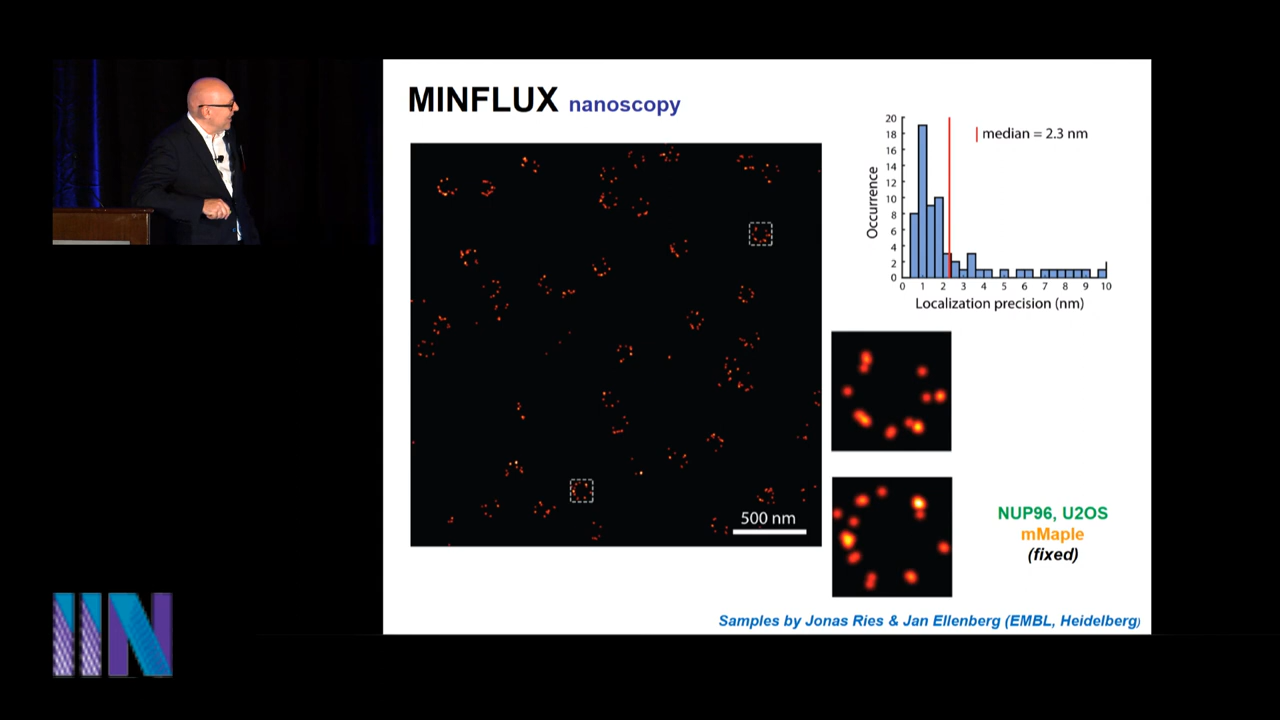 MINFLUX nanoscopy
20
18
16
14
12
10
8
6
4
2
0
Occurrence
median = 2.3 nm
0 1 2 3 4 5 6 7 8 9 10
Localization precision (nm)
500 nm
NUP96, U2OS
mMaple
(fixed)
Samples by Jonas Ries & Jan Ellenberg (EMBL, Heidelberg)
IIN